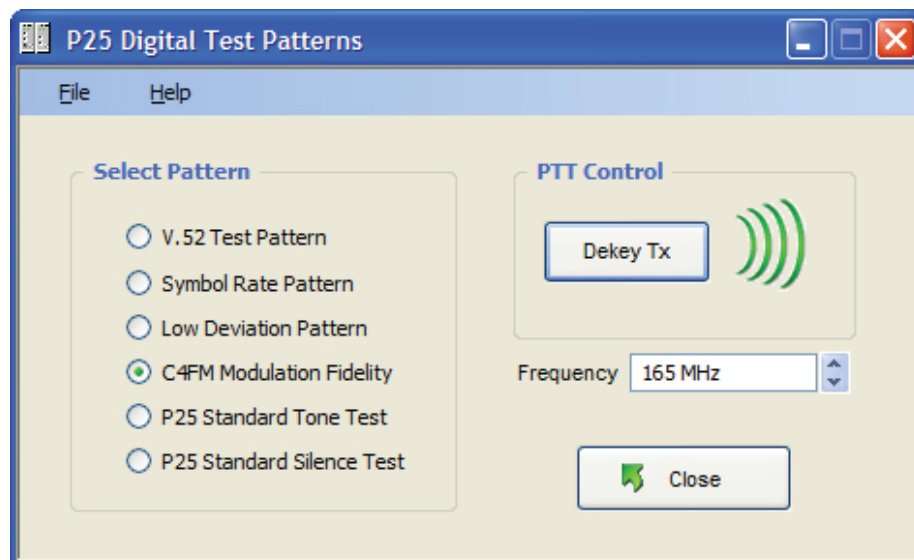 P25 Digital Test Patterns
File Help
Select Pattern
V.52 Test Pattern
Symbol Rate Pattern
Low Deviation Pattern
C4FM Modulation Fidelity
P25 Standard Tone Test
P25 Standard Silence Test
PTT Control
Dekey Tx
Frequency 165 MHz
Close